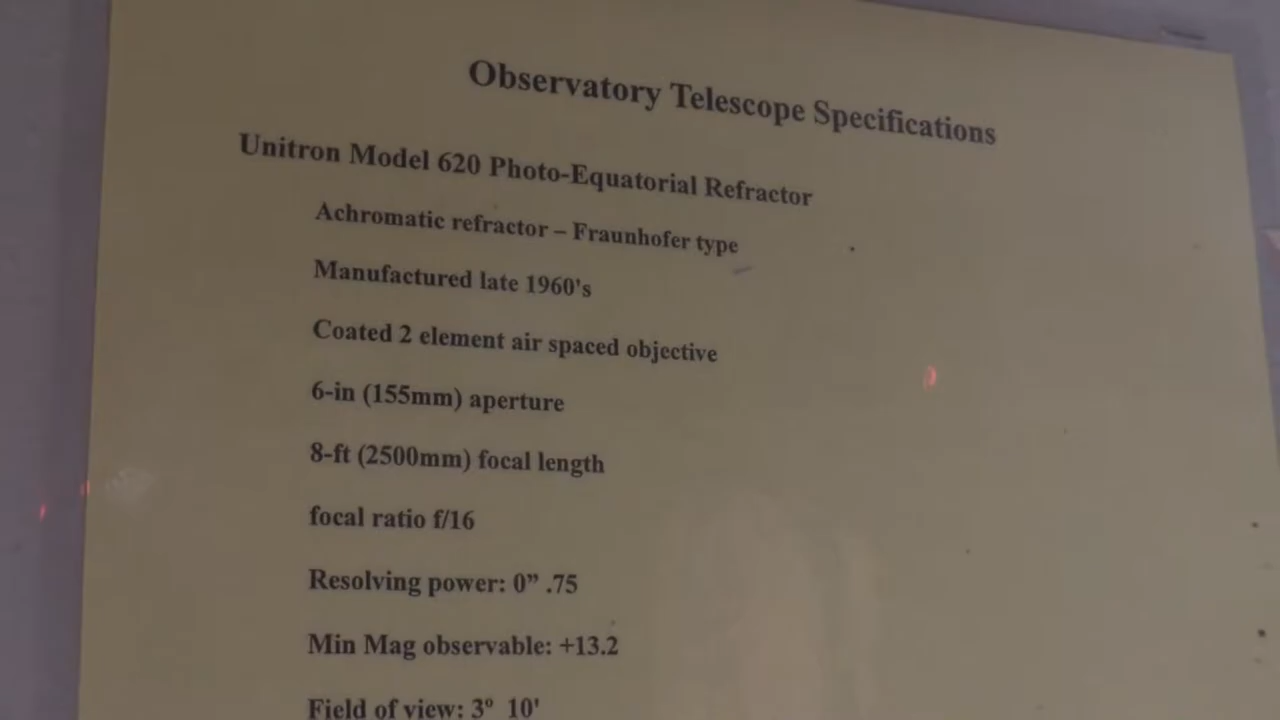 Observatory Telescope Specifications
Unitron Model 620 Photo-Equatorial Refractor
Achromatic refractor – Fraunhofer type
Manufactured late 1960's
Coated 2 element air spaced objective
6-in (155mm) aperture
8-ft (2500mm) focal length
focal ratio f/16
Resolving power: 0” .75
Min Mag observable: +13.2
Field of view: 3º 10'